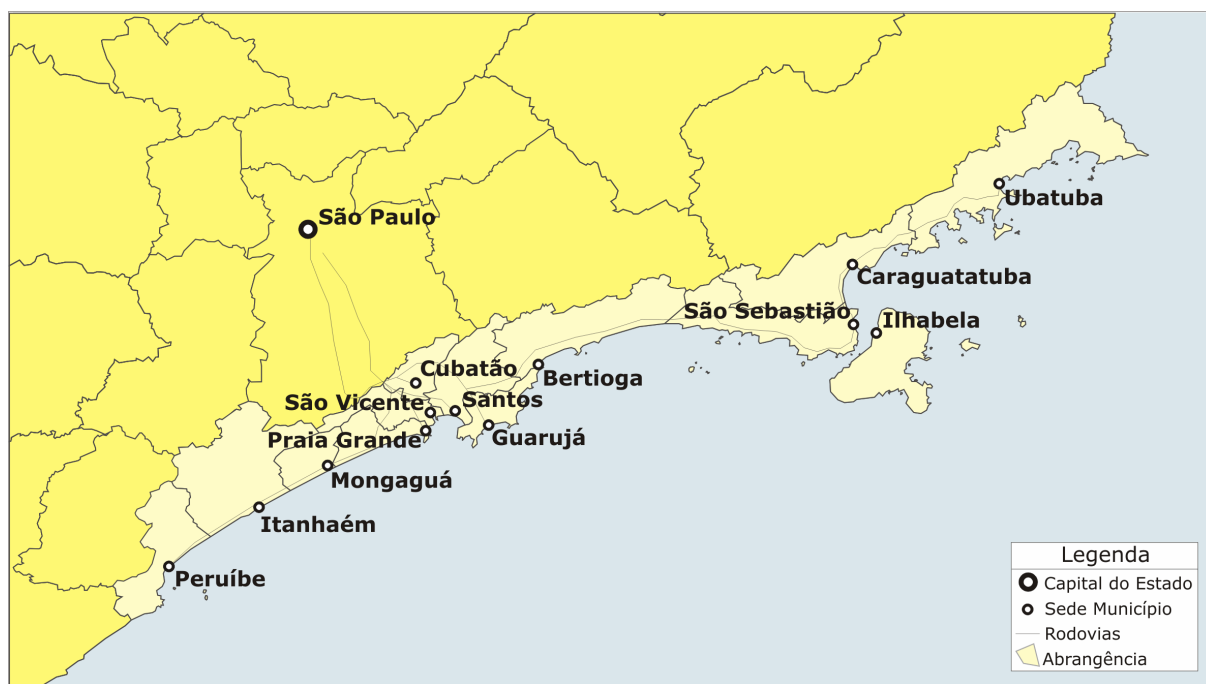 São Paulo
Ubatuba
Caraguatatuba
São Sebastião
Ilhabela
Cubatão
Bertioga
São Vicente
Santos
Praia Grande
Guarujá
Mongaguá
Itanhaém
Peruíbe
Legenda
Capital do Estado
Sede Município
Rodovias
Abrangência